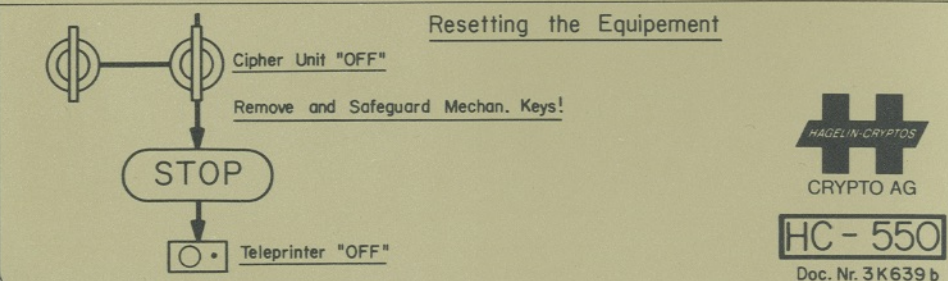 Resetting the Equipement
Cipher Unit "OFF"
Remove and Safeguard Mechan. Keys!
STOP
Teleprinter "OFF"
HAGELIN-CRYPTOS
CRYPTO AG
HC-550
Doc. Nr. 3K639b